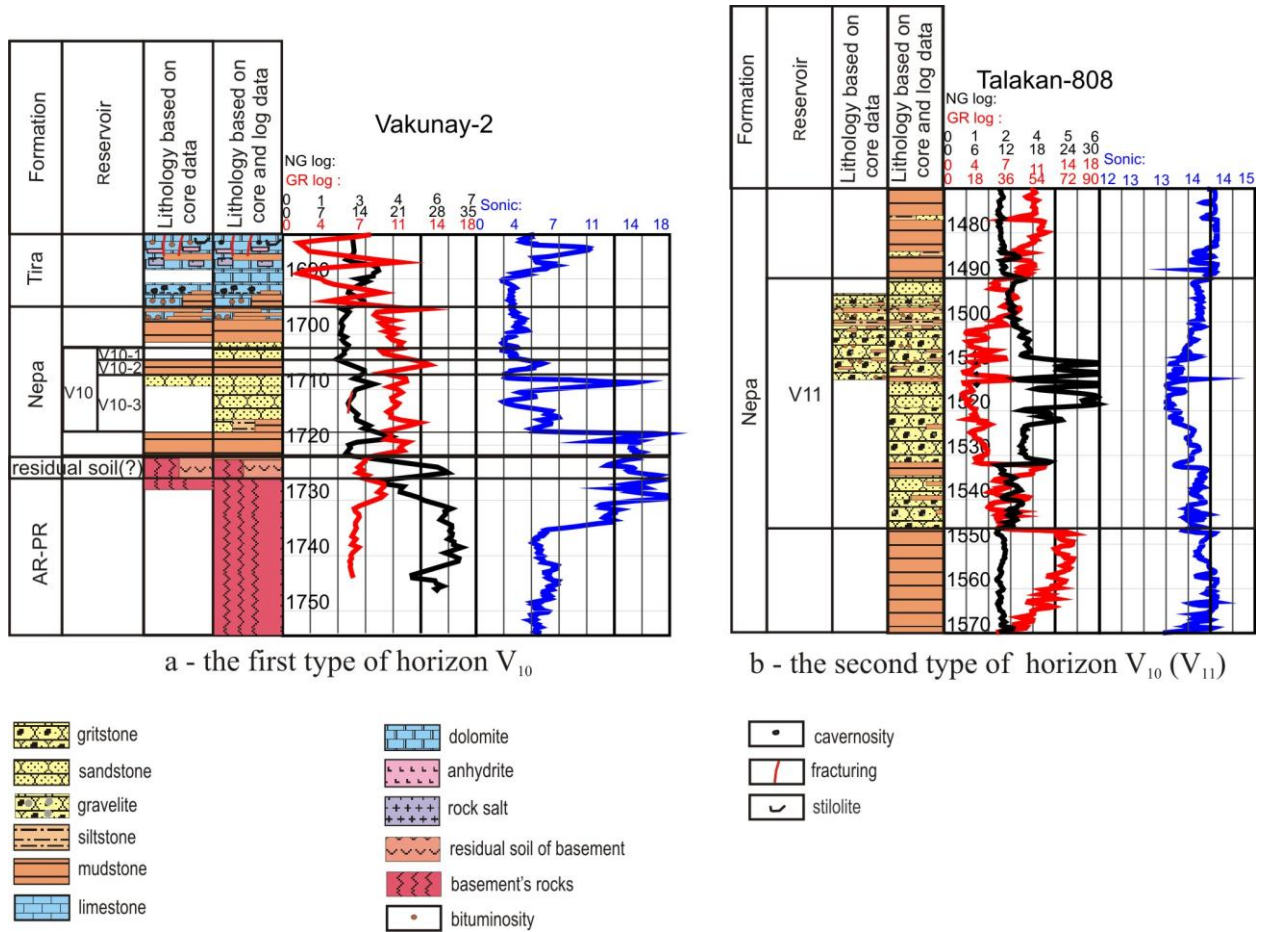 Formation
Reservoir
Lithology based on
core data
Lithology based on
core and log data
Vakunay-2
NG log:
GR log :
0 1 3 4 6 7
0 7 14 21 28 35
0 4 7 11 14 18
Sonic:
0 4 7 11 14 18
Tira
Nepa
V10
V10-1
V10-2
V10-3
residual soil(?)
AR-PR
1700
1710
1720
1730
1740
1750
a - the first type of horizon V10
Formation
Reservoir
Lithology based on
core data
Lithology based on
core and log data
Talakan-808
NG log:
GR log :
0 1 2 4 5 6
0 6 12 18 24 30
0 4 7 11 14 18
0 18 36 54 72 90
Sonic:
12 13 13 14 14 15
Nepa
V11
1480
1490
1500
1520
1530
1540
1550
1560
1570
b - the second type of horizon V10 (V11)
gritstone
sandstone
gravelite
siltstone
mudstone
limestone
dolomite
anhydrite
rock salt
residual soil of basement
basement's rocks
bituminosity
cavernosity
fracturing
stilolite